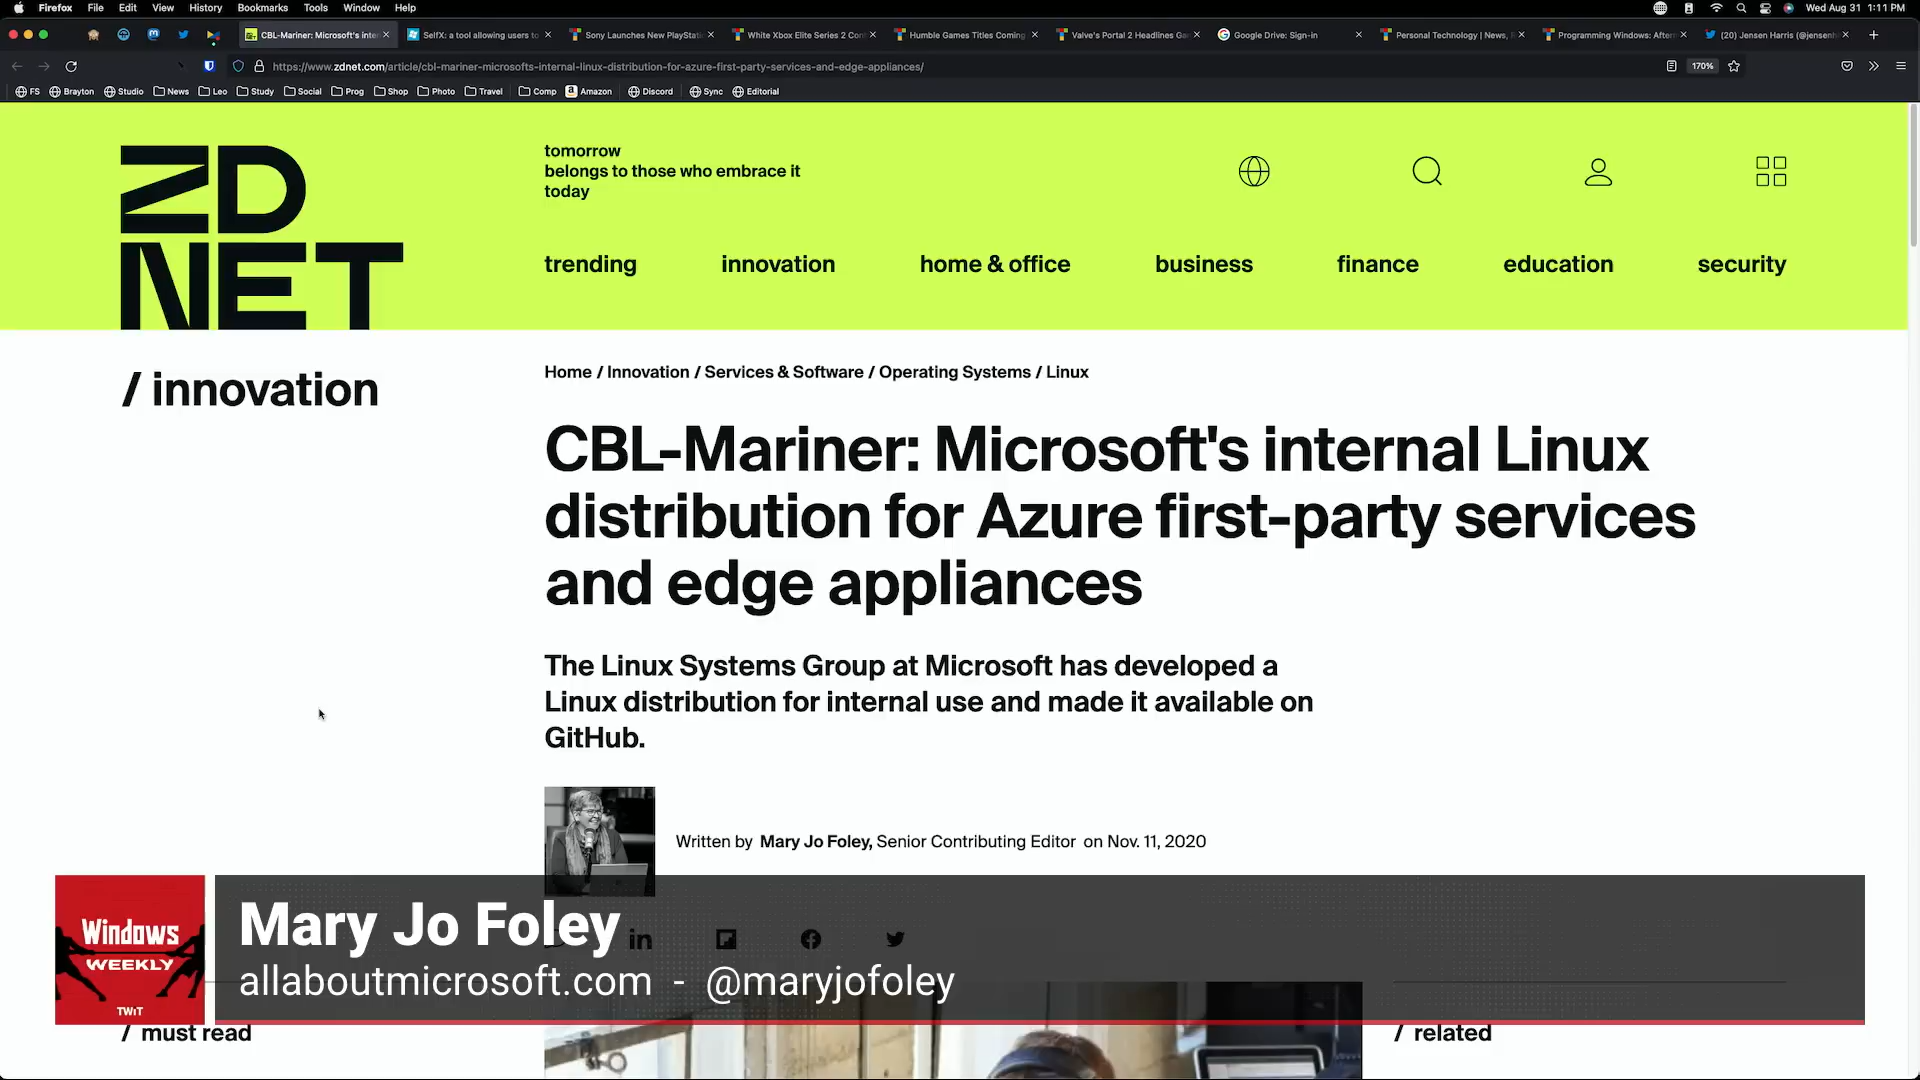 Firefox File Edit View History Bookmarks Tools Window Help
Wed Aug 31 1:11 PM
CBL-Mariner: Microsoft's inter
SelfX: a tool allowing users to
Sony Launches New PlayStati
White Xbox Elite Series 2 Con
Humble Games Titles Coming
Valve's Portal 2 Headlines Ga
Google Drive: Sign-in
Personal Technology | News, R
Programming Windows: After
(20) Jensen Harris (@jensenh
https://www.zdnet.com/article/cbl-mariner-microsofts-internal-linux-distribution-for-azure-first-party-services-and-edge-appliances/
170%
FS Brayton Studio News Leo Study Social Prog Shop Photo Travel Comp Amazon Discord Sync Editorial
ZD
NET
tomorrow
belongs to those who embrace it
today
trending innovation home & office business finance education security
/ innovation
Home / Innovation / Services & Software / Operating Systems / Linux
CBL-Mariner: Microsoft's internal Linux
distribution for Azure first-party services
and edge appliances
The Linux Systems Group at Microsoft has developed a
Linux distribution for internal use and made it available on
GitHub.
Written by Mary Jo Foley, Senior Contributing Editor on Nov. 11, 2020
Windows
WEEKLY
TWiT
Mary Jo Foley
allaboutmicrosoft.com - @maryjofoley
/ must read
/ related